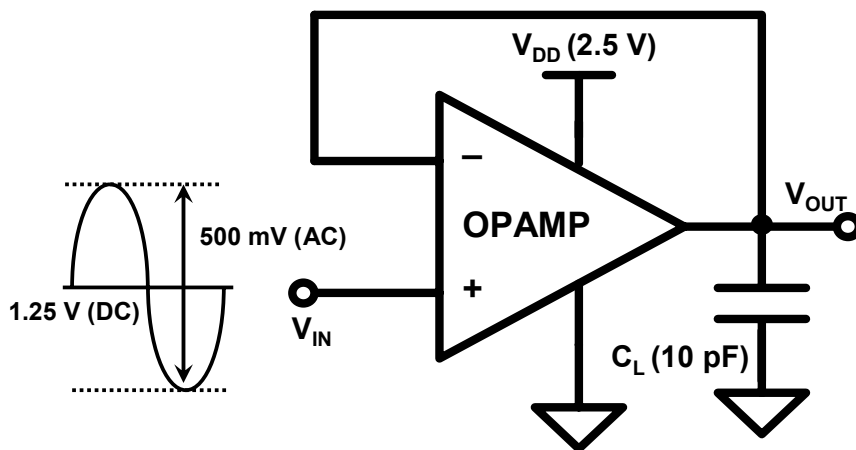 V_DD (2.5 V)
−
OPAMP
+
V_OUT
500 mV (AC)
1.25 V (DC)
V_IN
C_L (10 pF)